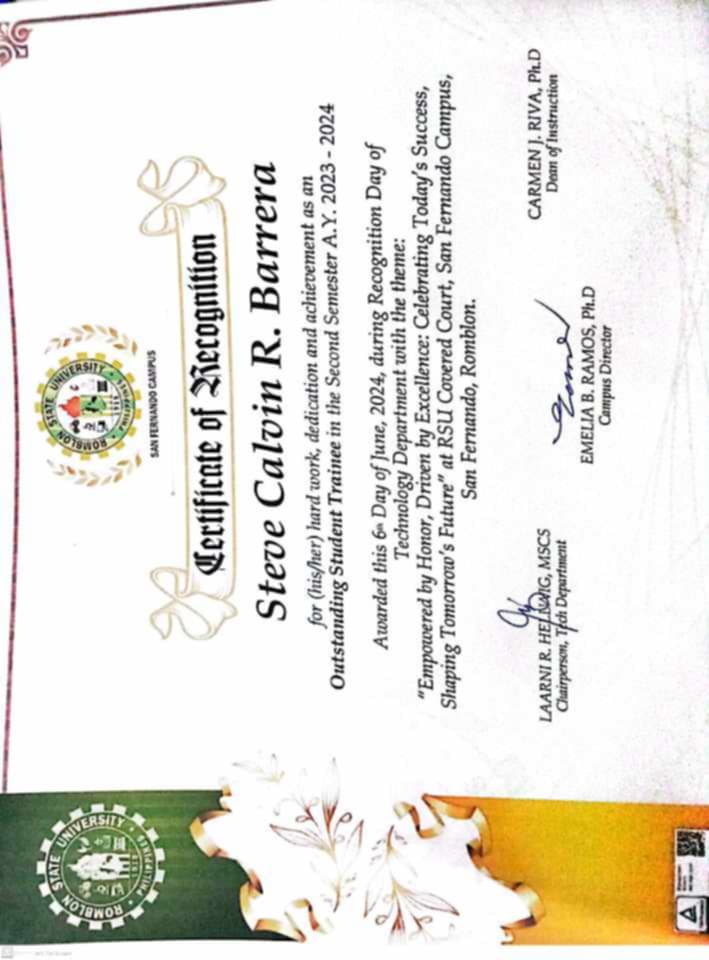 ROMBLON STATE UNIVERSITY
1915
PHILIPPINES
ROMBLON STATE UNIVERSITY
1915
PHILIPPINES
SAN FERNANDO CAMPUS
Certificate of Recognition
Steve Calvin R. Barrera
for (his/her) hard work, dedication and achievement as an
Outstanding Student Trainee in the Second Semester A.Y. 2023 - 2024
Awarded this 6th Day of June, 2024, during Recognition Day of
Technology Department with the theme:
"Empowered by Honor, Driven by Excellence: Celebrating Today's Success,
Shaping Tomorrow's Future" at RSU Covered Court, San Fernando Campus,
San Fernando, Romblon.
LAARNI R. HELLWIG, MSCS
Chairperson, Tech Department
EMELIA B. RAMOS, Ph.D
Campus Director
CARMEN J. RIVA, Ph.D
Dean of Instruction